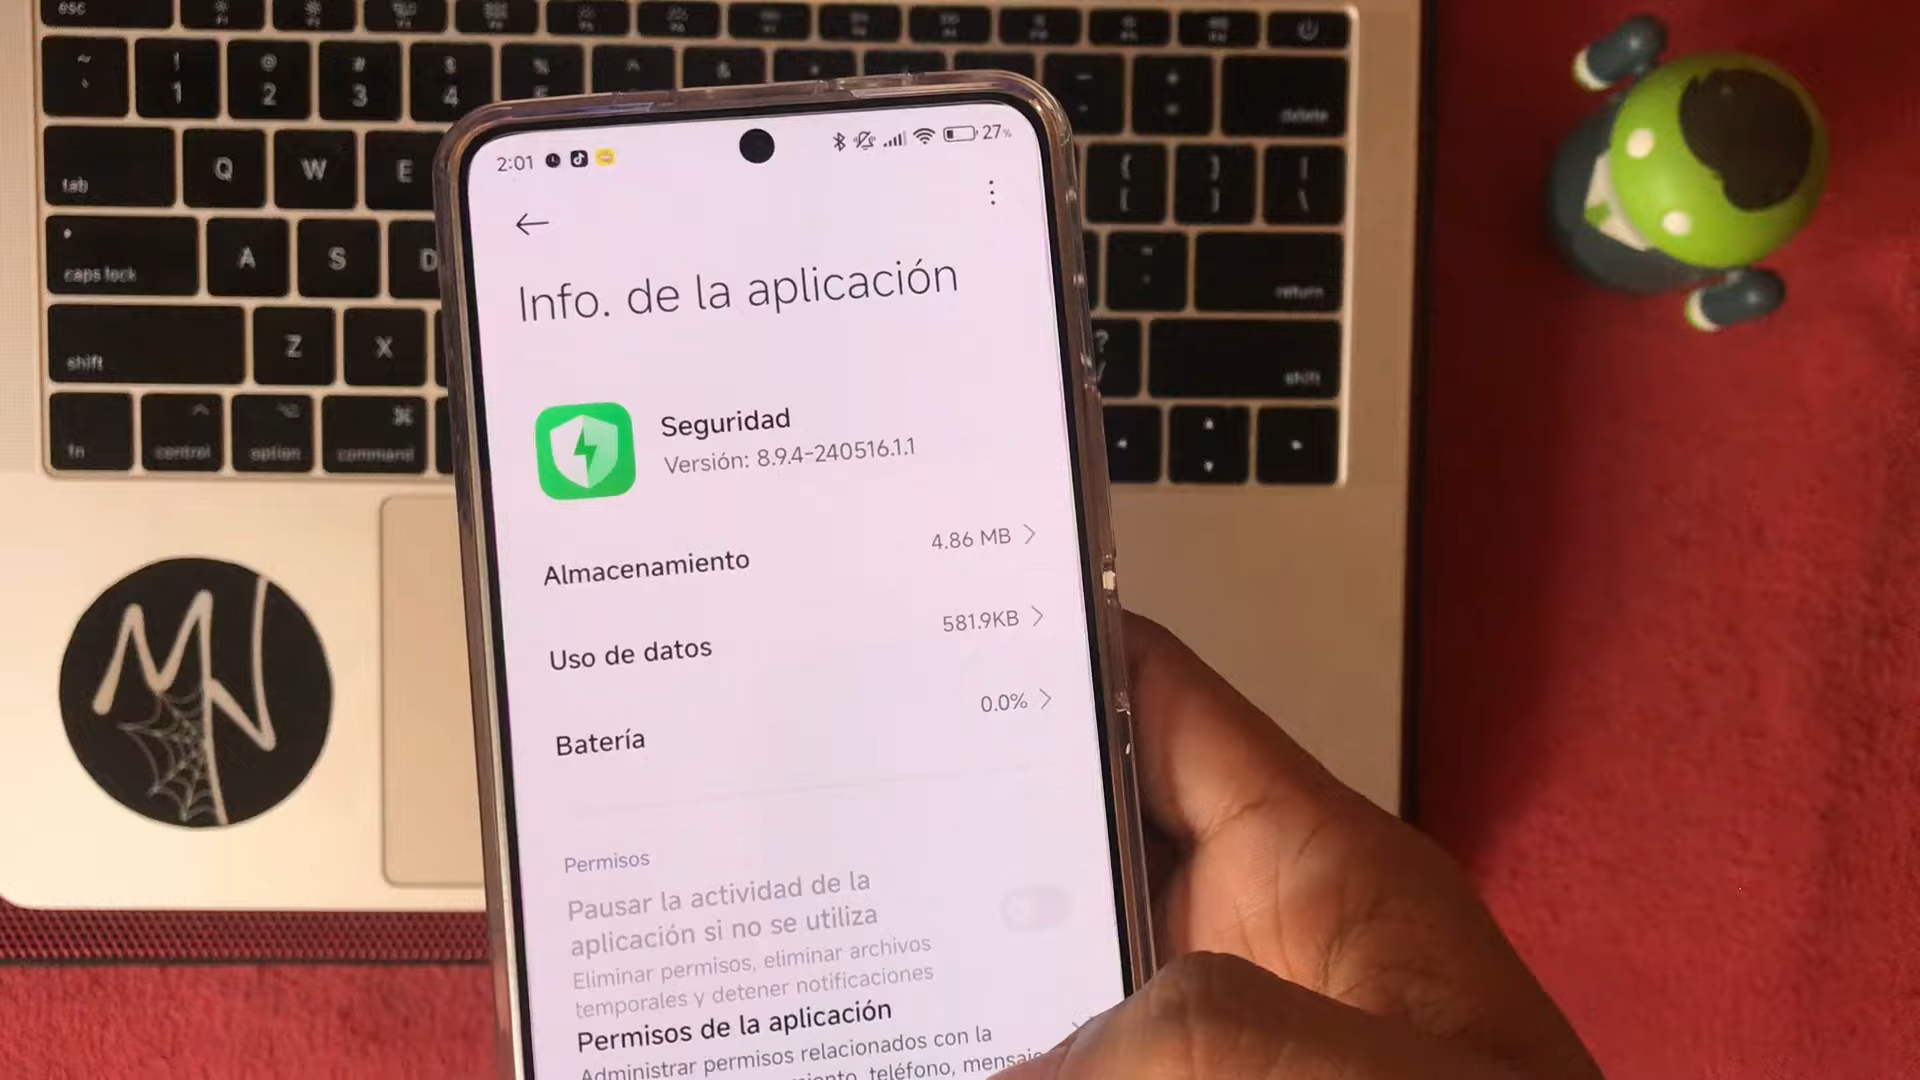 esc
~
`
!
1
@
2
#
3
$
4
%
^
delete
tab
Q
W
E
{
[
}
]
|
\
caps lock
A
S
D
return
shift
Z
X
?
/
shift
fn
control
option
command
2:01
27%
Info. de la aplicación
Seguridad
Versión: 8.9.4-240516.1.1
Almacenamiento
4.86 MB
Uso de datos
581.9KB
Batería
0.0%
Permisos
Pausar la actividad de la
aplicación si no se utiliza
Eliminar permisos, eliminar archivos
temporales y detener notificaciones
Permisos de la aplicación
Administrar permisos relacionados con la
teléfono, mensaje